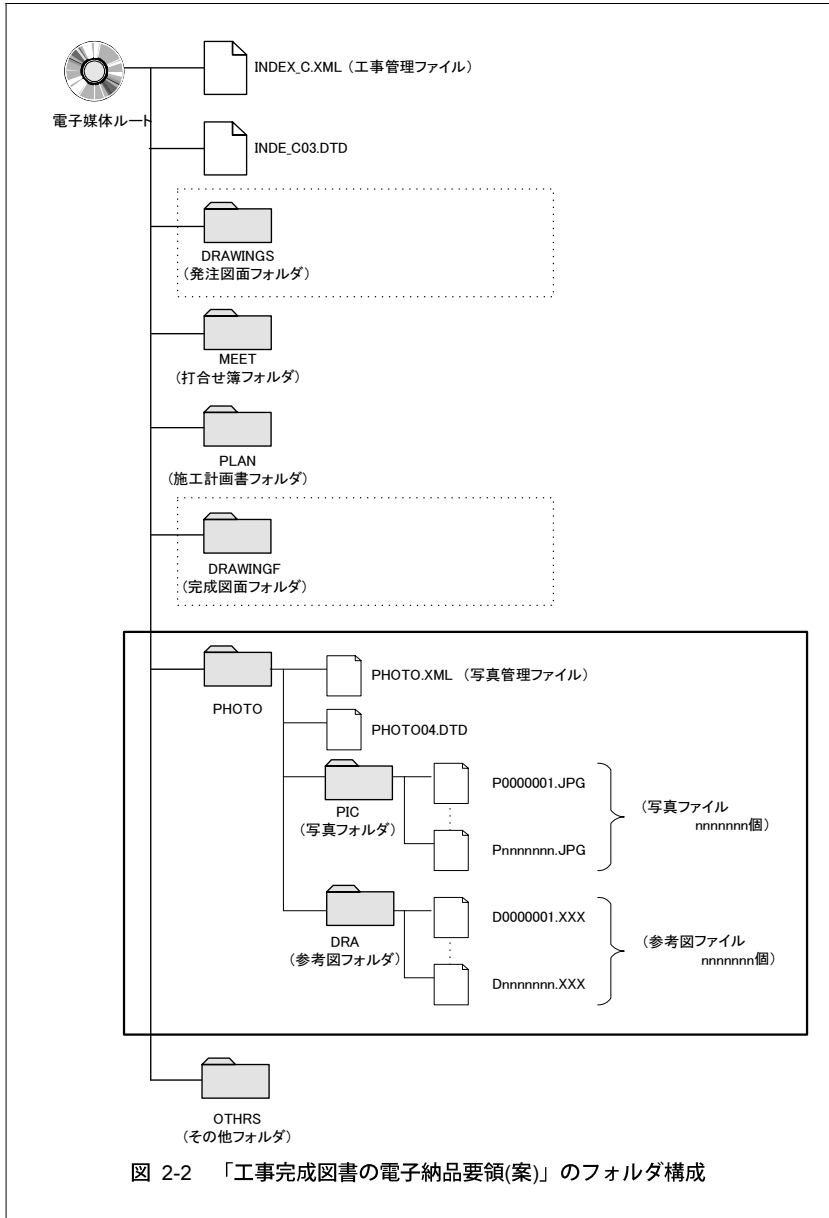 INDEX_C.XML (工事管理ファイル)
電子媒体ルート
INDE_C03.DTD
DRAWINGS
(発注図面フォルダ)
MEET
(打合せ簿フォルダ)
PLAN
(施工計画書フォルダ)
DRAWINGF
(完成図面フォルダ)
PHOTO
PHOTO.XML (写真管理ファイル)
PHOTO04.DTD
PIC
(写真フォルダ)
P0000001.JPG
Pnnnnnnn.JPG
(写真ファイル
nnnnnnn個)
DRA
(参考図フォルダ)
D0000001.XXX
Dnnnnnnn.XXX
(参考図ファイル
nnnnnnn個)
OTHRS
(その他フォルダ)
図 2-2 「工事完成図書の電子納品要領(案)」のフォルダ構成